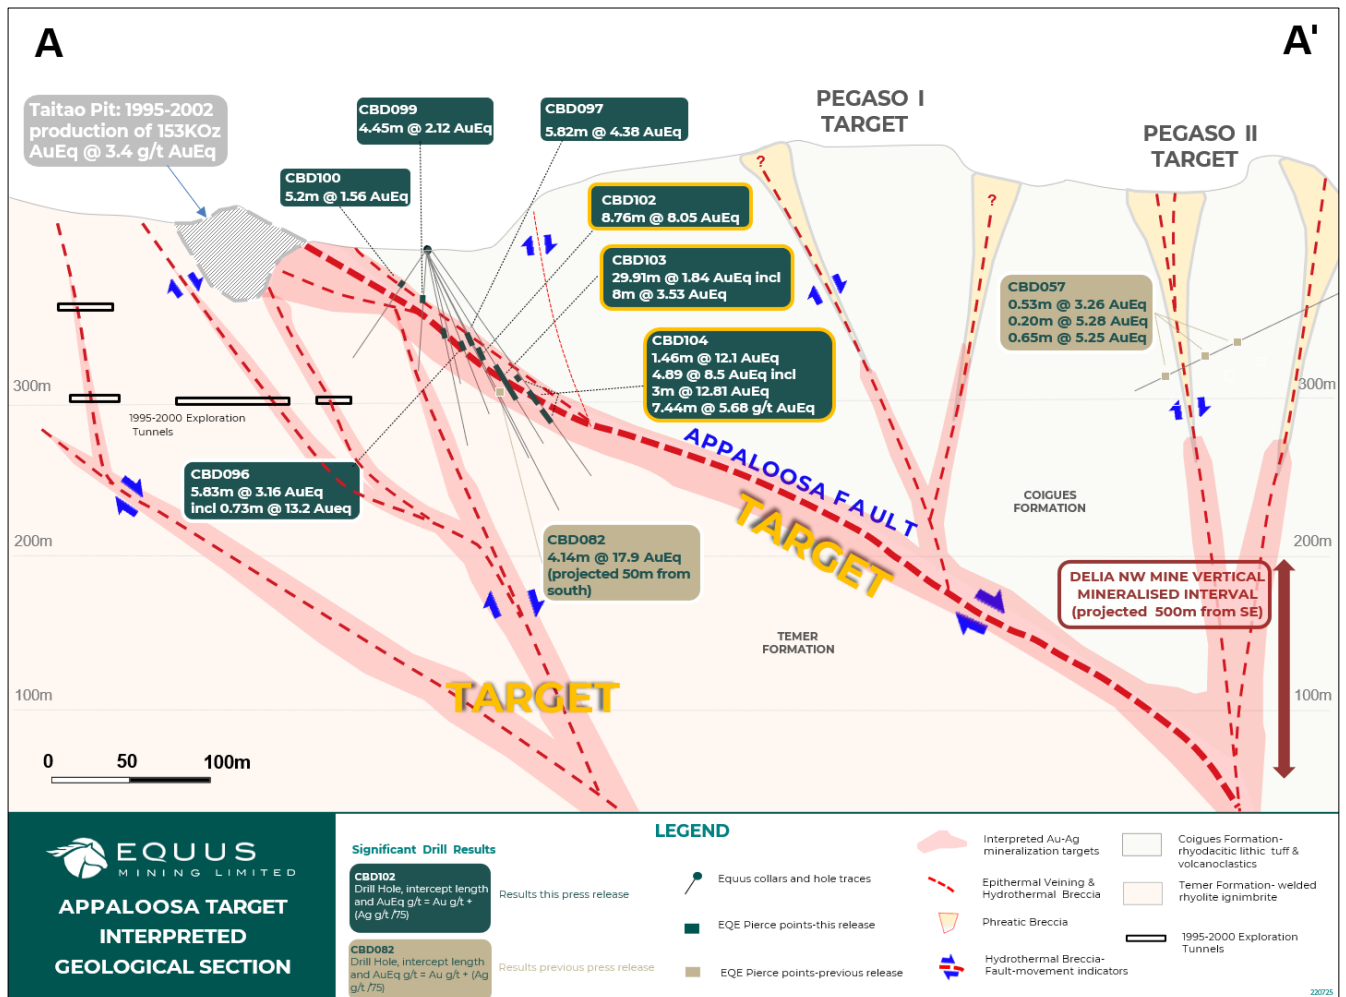 A
A'
Taitao Pit: 1995-2002
production of 153KOz
AuEq @ 3.4 g/t AuEq
CBD099
4.45m @ 2.12 AuEq
CBD097
5.82m @ 4.38 AuEq
PEGASO I
TARGET
PEGASO II
TARGET
CBD100
5.2m @ 1.56 AuEq
CBD102
8.76m @ 8.05 AuEq
?
?
CBD103
29.91m @ 1.84 AuEq incl
8m @ 3.53 AuEq
CBD057
0.53m @ 3.26 AuEq
0.20m @ 5.28 AuEq
0.65m @ 5.25 AuEq
CBD104
1.46m @ 12.1 AuEq
4.89 @ 8.5 AuEq incl
3m @ 12.81 AuEq
7.44m @ 5.68 g/t AuEq
300m
300m
1995-2000 Exploration
Tunnels
CBD096
5.83m @ 3.16 AuEq
incl 0.73m @ 13.2 Aueq
APPALOOSA FAULT
TARGET
COIGUES
FORMATION
CBD082
4.14m @ 17.9 AuEq
(projected 50m from
south)
200m
200m
DELIA NW MINE VERTICAL
MINERALISED INTERVAL
(projected 500m from SE)
TEMER
FORMATION
TARGET
100m
100m
0 50 100m
EQUUS
MINING LIMITED
APPALOOSA TARGET
INTERPRETED
GEOLOGICAL SECTION
LEGEND
Significant Drill Results
CBD102
Drill Hole, intercept length
and AuEq g/t = Au g/t +
(Ag g/t /75)
Results this press release
CBD082
Drill Hole, intercept length
and AuEq g/t = Au g/t + (Ag
g/t /75)
Results previous press release
Equus collars and hole traces
EQE Pierce points-this release
EQE Pierce points-previous release
Interpreted Au-Ag
mineralization targets
Epithermal Veining &
Hydrothermal Breccia
Phreatic Breccia
Hydrothermal Breccia-
Fault-movement indicators
Coigues Formation-
rhyodacitic lithic tuff &
volcanoclastics
Temer Formation- welded
rhyolite ignimbrite
1995-2000 Exploration
Tunnels
220725